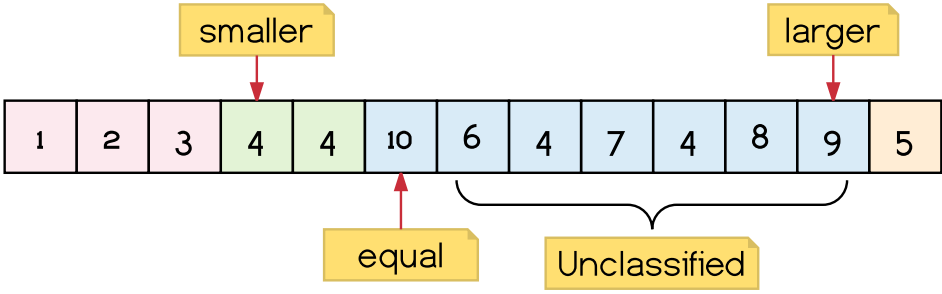 smaller
larger
1 2 3 4 4 10 6 4 7 4 8 9 5
equal
Unclassified